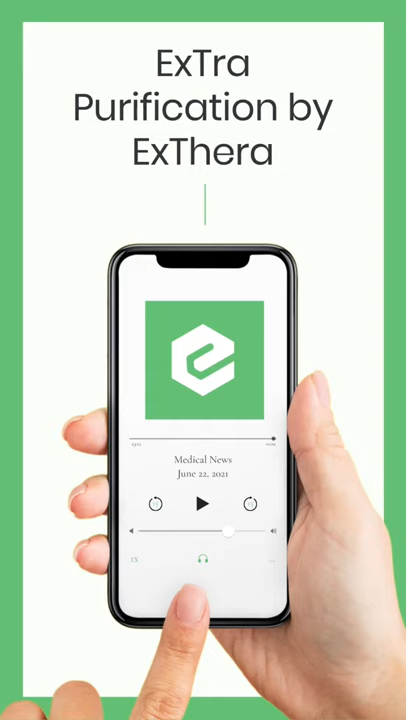 ExTra
Purification by
ExThera
Medical News
June 22, 2021